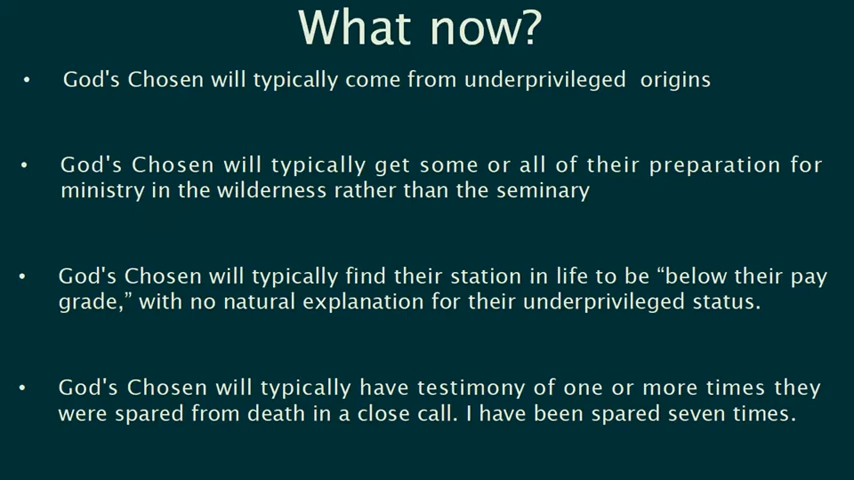 What now?
• God's Chosen will typically come from underprivileged origins
• God's Chosen will typically get some or all of their preparation for
ministry in the wilderness rather than the seminary
• God's Chosen will typically find their station in life to be “below their pay
grade,” with no natural explanation for their underprivileged status.
• God's Chosen will typically have testimony of one or more times they
were spared from death in a close call. I have been spared seven times.